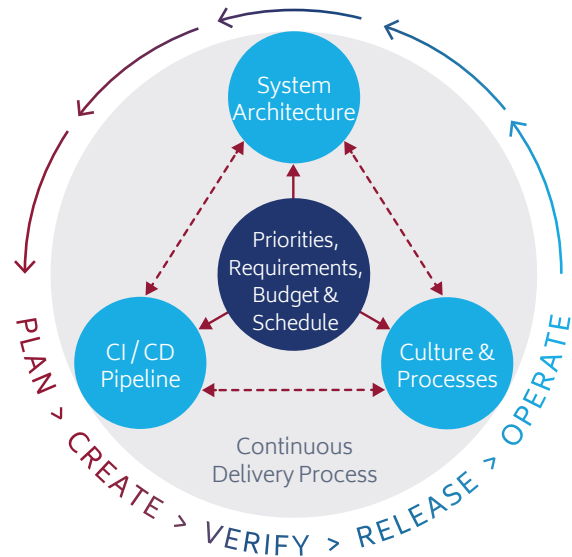 System
Architecture
Priorities,
Requirements,
Budget &
Schedule
CI / CD
Pipeline
Culture &
Processes
Continuous
Delivery Process
PLAN > CREATE > VERIFY > RELEASE > OPERATE